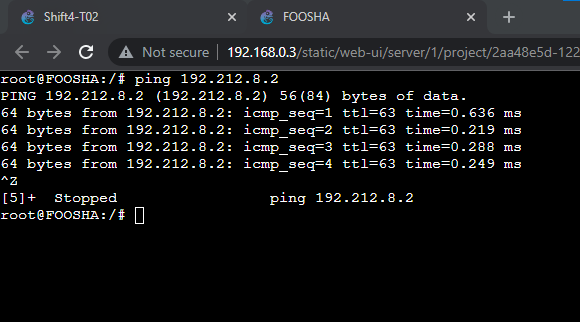 Shift4-T02
FOOSHA
Not secure
192.168.0.3/static/web-ui/server/1/project/2aa48e5d-122
root@FOOSHA:/# ping 192.212.8.2
PING 192.212.8.2 (192.212.8.2) 56(84) bytes of data.
64 bytes from 192.212.8.2: icmp_seq=1 ttl=63 time=0.636 ms
64 bytes from 192.212.8.2: icmp_seq=2 ttl=63 time=0.219 ms
64 bytes from 192.212.8.2: icmp_seq=3 ttl=63 time=0.288 ms
64 bytes from 192.212.8.2: icmp_seq=4 ttl=63 time=0.249 ms
^Z
[5]+  Stopped                 ping 192.212.8.2
root@FOOSHA:/#